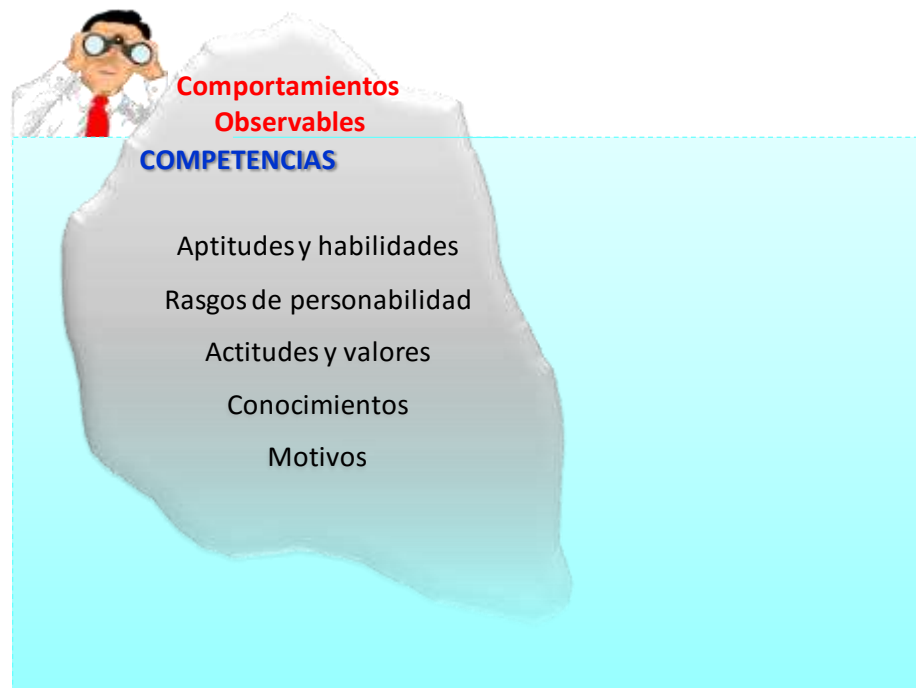 Comportamientos
Observables
COMPETENCIAS
Aptitudes y habilidades
Rasgos de personabilidad
Actitudes y valores
Conocimientos
Motivos